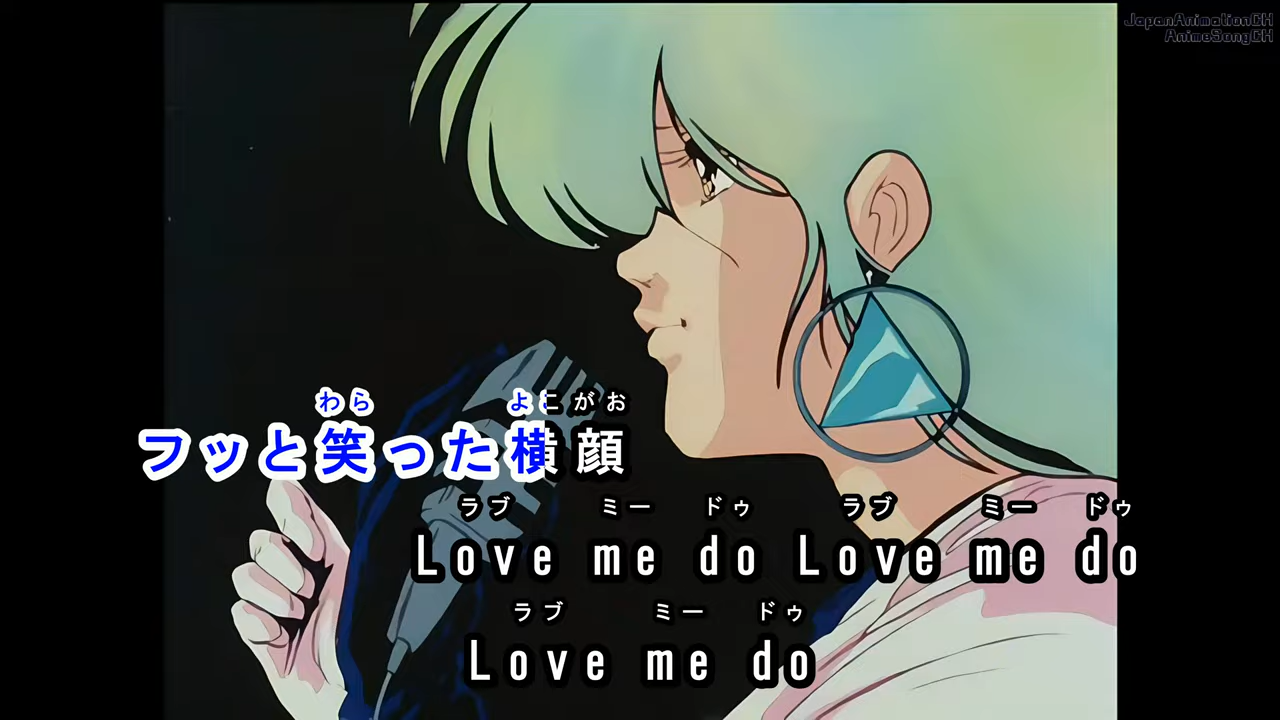 JapanAnimationCH
AnimeSongCH
わら よこがお
フッと笑った横顔
ラブ ミー ドゥ ラブ ミー ドゥ
Love me do Love me do
ラブ ミー ドゥ
Love me do